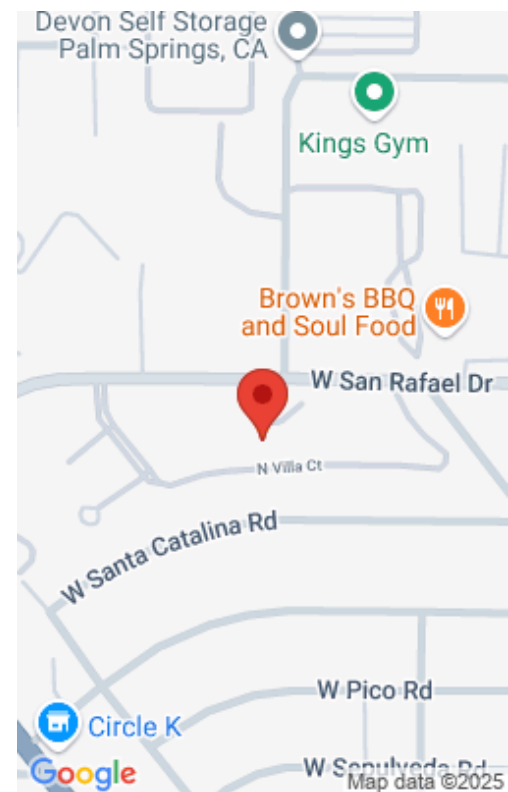 Devon Self Storage
Palm Springs, CA
Kings Gym
Brown's BBQ
and Soul Food
W San Rafael Dr
N Villa Ct
W Santa Catalina Rd
W Pico Rd
Circle K
W Sepulveda Rd
Google
Map data ©2025